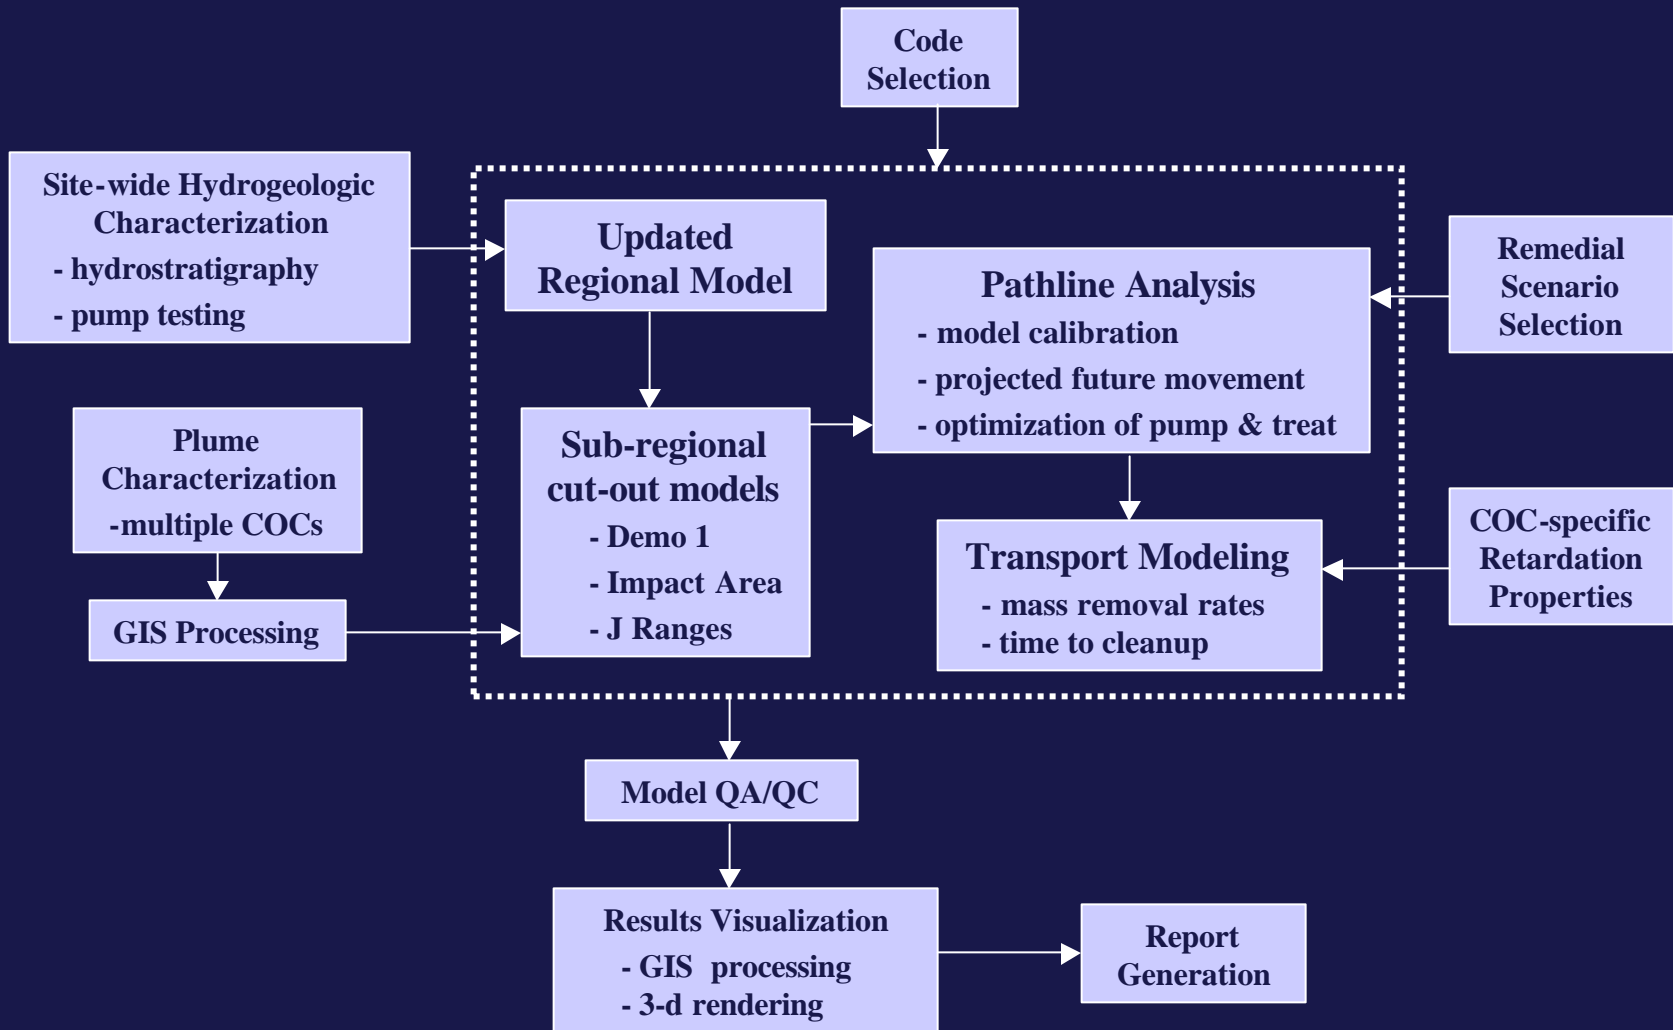 Code
Selection
Site-wide Hydrogeologic
Characterization
- hydrostratigraphy
- pump testing
Updated
Regional Model
Pathline Analysis
- model calibration
- projected future movement
- optimization of pump & treat
Remedial
Scenario
Selection
Plume
Characterization
-multiple COCs
GIS Processing
Sub-regional
cut-out models
- Demo 1
- Impact Area
- J Ranges
Transport Modeling
- mass removal rates
- time to cleanup
COC-specific
Retardation
Properties
Model QA/QC
Results Visualization
- GIS processing
- 3-d rendering
Report
Generation